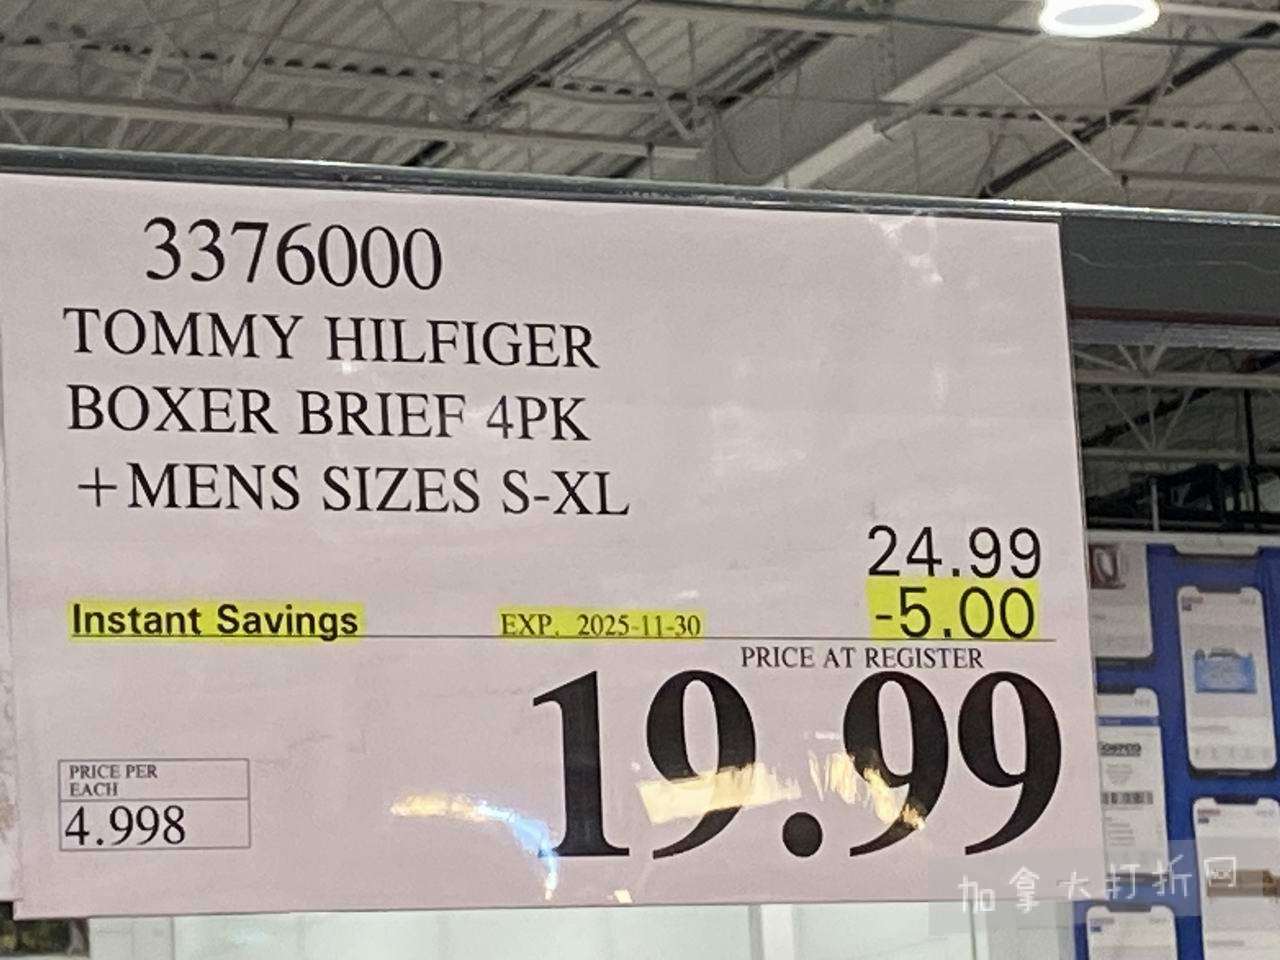 3376000
TOMMY HILFIGER
BOXER BRIEF 4PK
+MENS SIZES S-XL
24.99
Instant Savings EXP. 2025-11-30 -5.00
PRICE AT REGISTER
19.99
PRICE PER
EACH
4.998
加拿大打折网